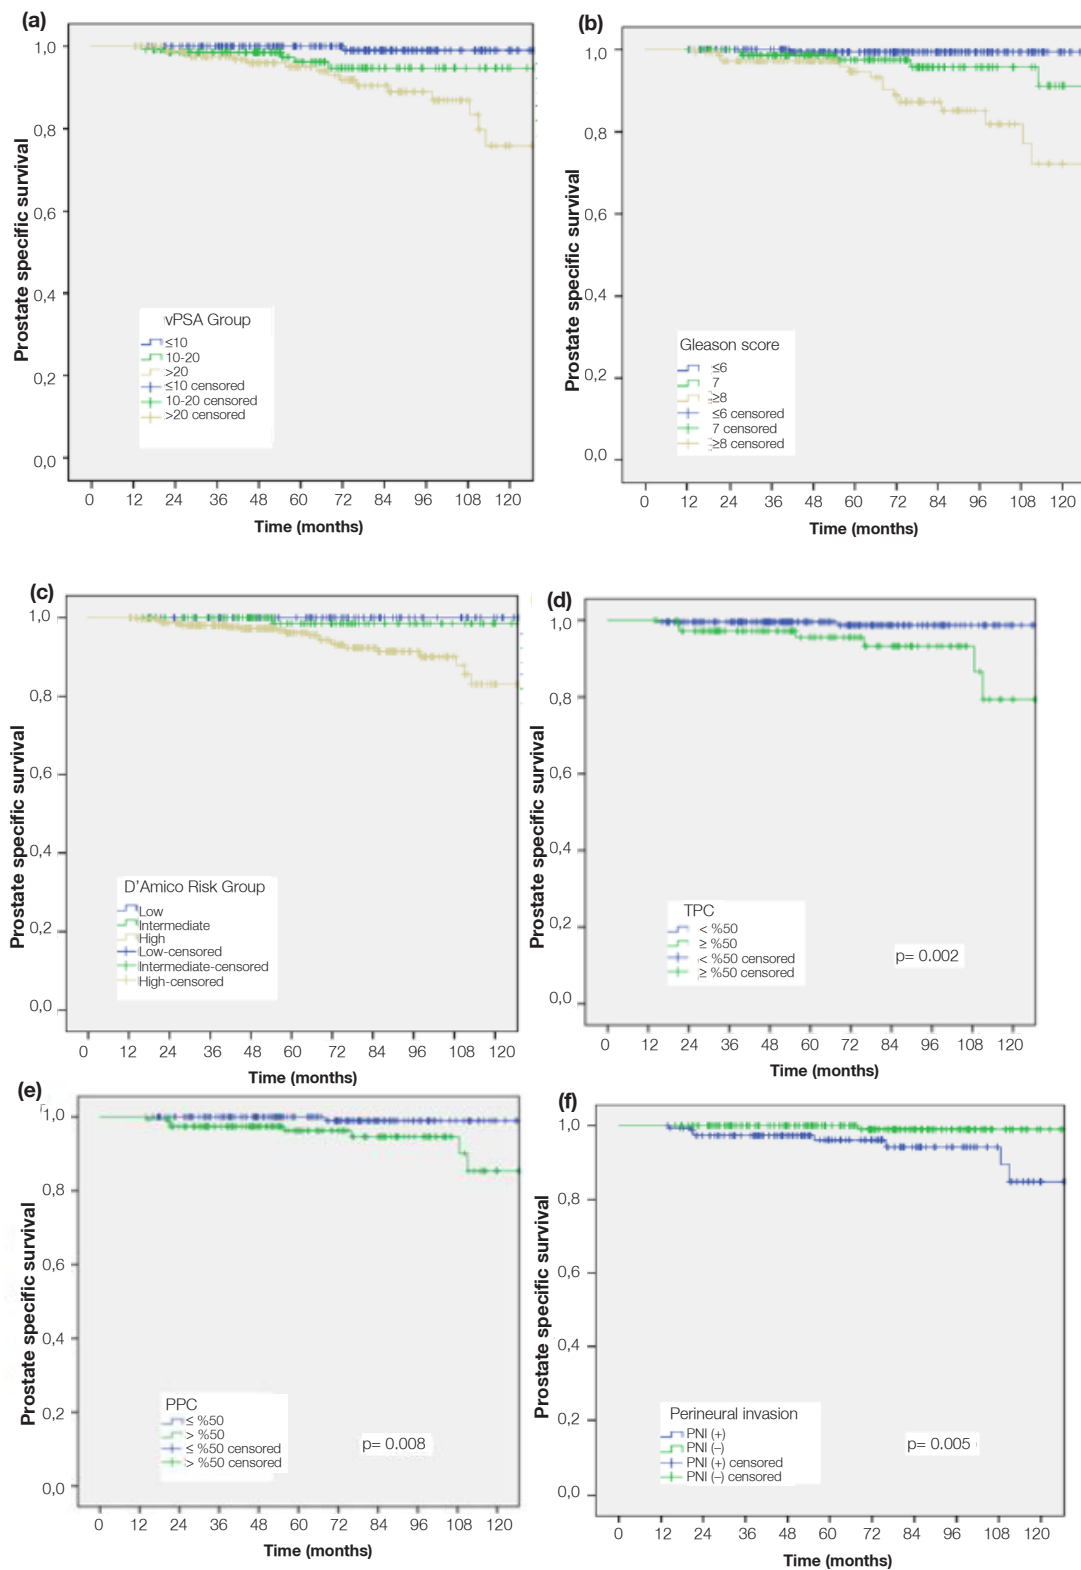 (a)
1,0
0,8
0,6
0,4
0,2
0,0
Prostate specific survival
vPSA Group
≤10
10-20
>20
≤10 censored
10-20 censored
>20 censored
0 12 24 36 48 60 72 84 96 108 120
Time (months)
(b)
1,0
0,8
0,6
0,4
0,2
0,0
Prostate specific survival
Gleason score
≤6
7
≥8
≤6 censored
7 censored
≥8 censored
0 12 24 36 48 60 72 84 96 108 120
Time (months)
(c)
1,0
0,8
0,6
0,4
0,2
0,0
Prostate specific survival
D'Amico Risk Group
Low
Intermediate
High
Low-censored
Intermediate-censored
High-censored
0 12 24 36 48 60 72 84 96 108 120
Time (months)
(d)
1,0
0,8
0,6
0,4
0,2
0,0
Prostate specific survival
TPC
< %50
≥ %50
< %50 censored
≥ %50 censored
p= 0.002
0 12 24 36 48 60 72 84 96 108 120
Time (months)
(e)
1,0
0,8
0,6
0,4
0,2
0,0
Prostate specific survival
PPC
≤ %50
> %50
≤ %50 censored
> %50 censored
p= 0.008
0 12 24 36 48 60 72 84 96 108 120
Time (months)
(f)
1,0
0,8
0,6
0,4
0,2
0,0
Prostate specific survival
Perineural invasion
PNI (+)
PNI (–)
PNI (+) censored
PNI (–) censored
p= 0.005
0 12 24 36 48 60 72 84 96 108 120
Time (months)